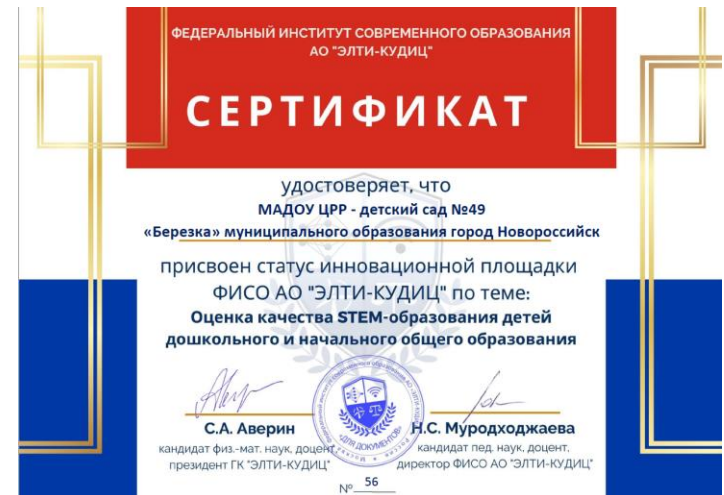 ФЕДЕРАЛЬНЫЙ ИНСТИТУТ СОВРЕМЕННОГО ОБРАЗОВАНИЯ
АО "ЭЛТИ-КУДИЦ"
СЕРТИФИКАТ
удостоверяет, что
МАДОУ ЦРР - детский сад №49
«Березка» муниципального образования город Новороссийск
присвоен статус инновационной площадки
ФИСО АО "ЭЛТИ-КУДИЦ" по теме:
Оценка качества STEM-образования детей
дошкольного и начального общего образования
С.А. Аверин
кандидат физ.-мат. наук, доцент,
президент ГК "ЭЛТИ-КУДИЦ"
«ДЛЯ ДОКУМЕНТОВ»
Н.С. Муродходжаева
кандидат пед. наук, доцент,
директор ФИСО АО "ЭЛТИ-КУДИЦ"
№ 56